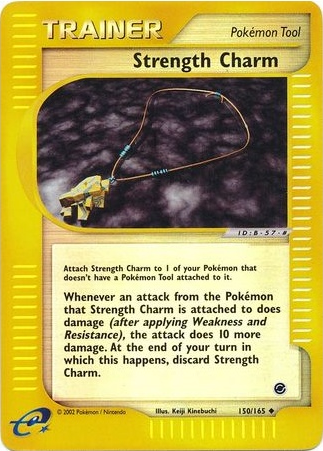 TRAINER
Pokémon Tool
Strength Charm
ID:B-57-#
Attach Strength Charm to 1 of your Pokémon that
doesn't have a Pokémon Tool attached to it.
Whenever an attack from the Pokémon
that Strength Charm is attached to does
damage (after applying Weakness and
Resistance), the attack does 10 more
damage. At the end of your turn in
which this happens, discard Strength
Charm.
e
©2002 Pokémon / Nintendo
Illus. Keiji Kinebuchi
150/165 ◆